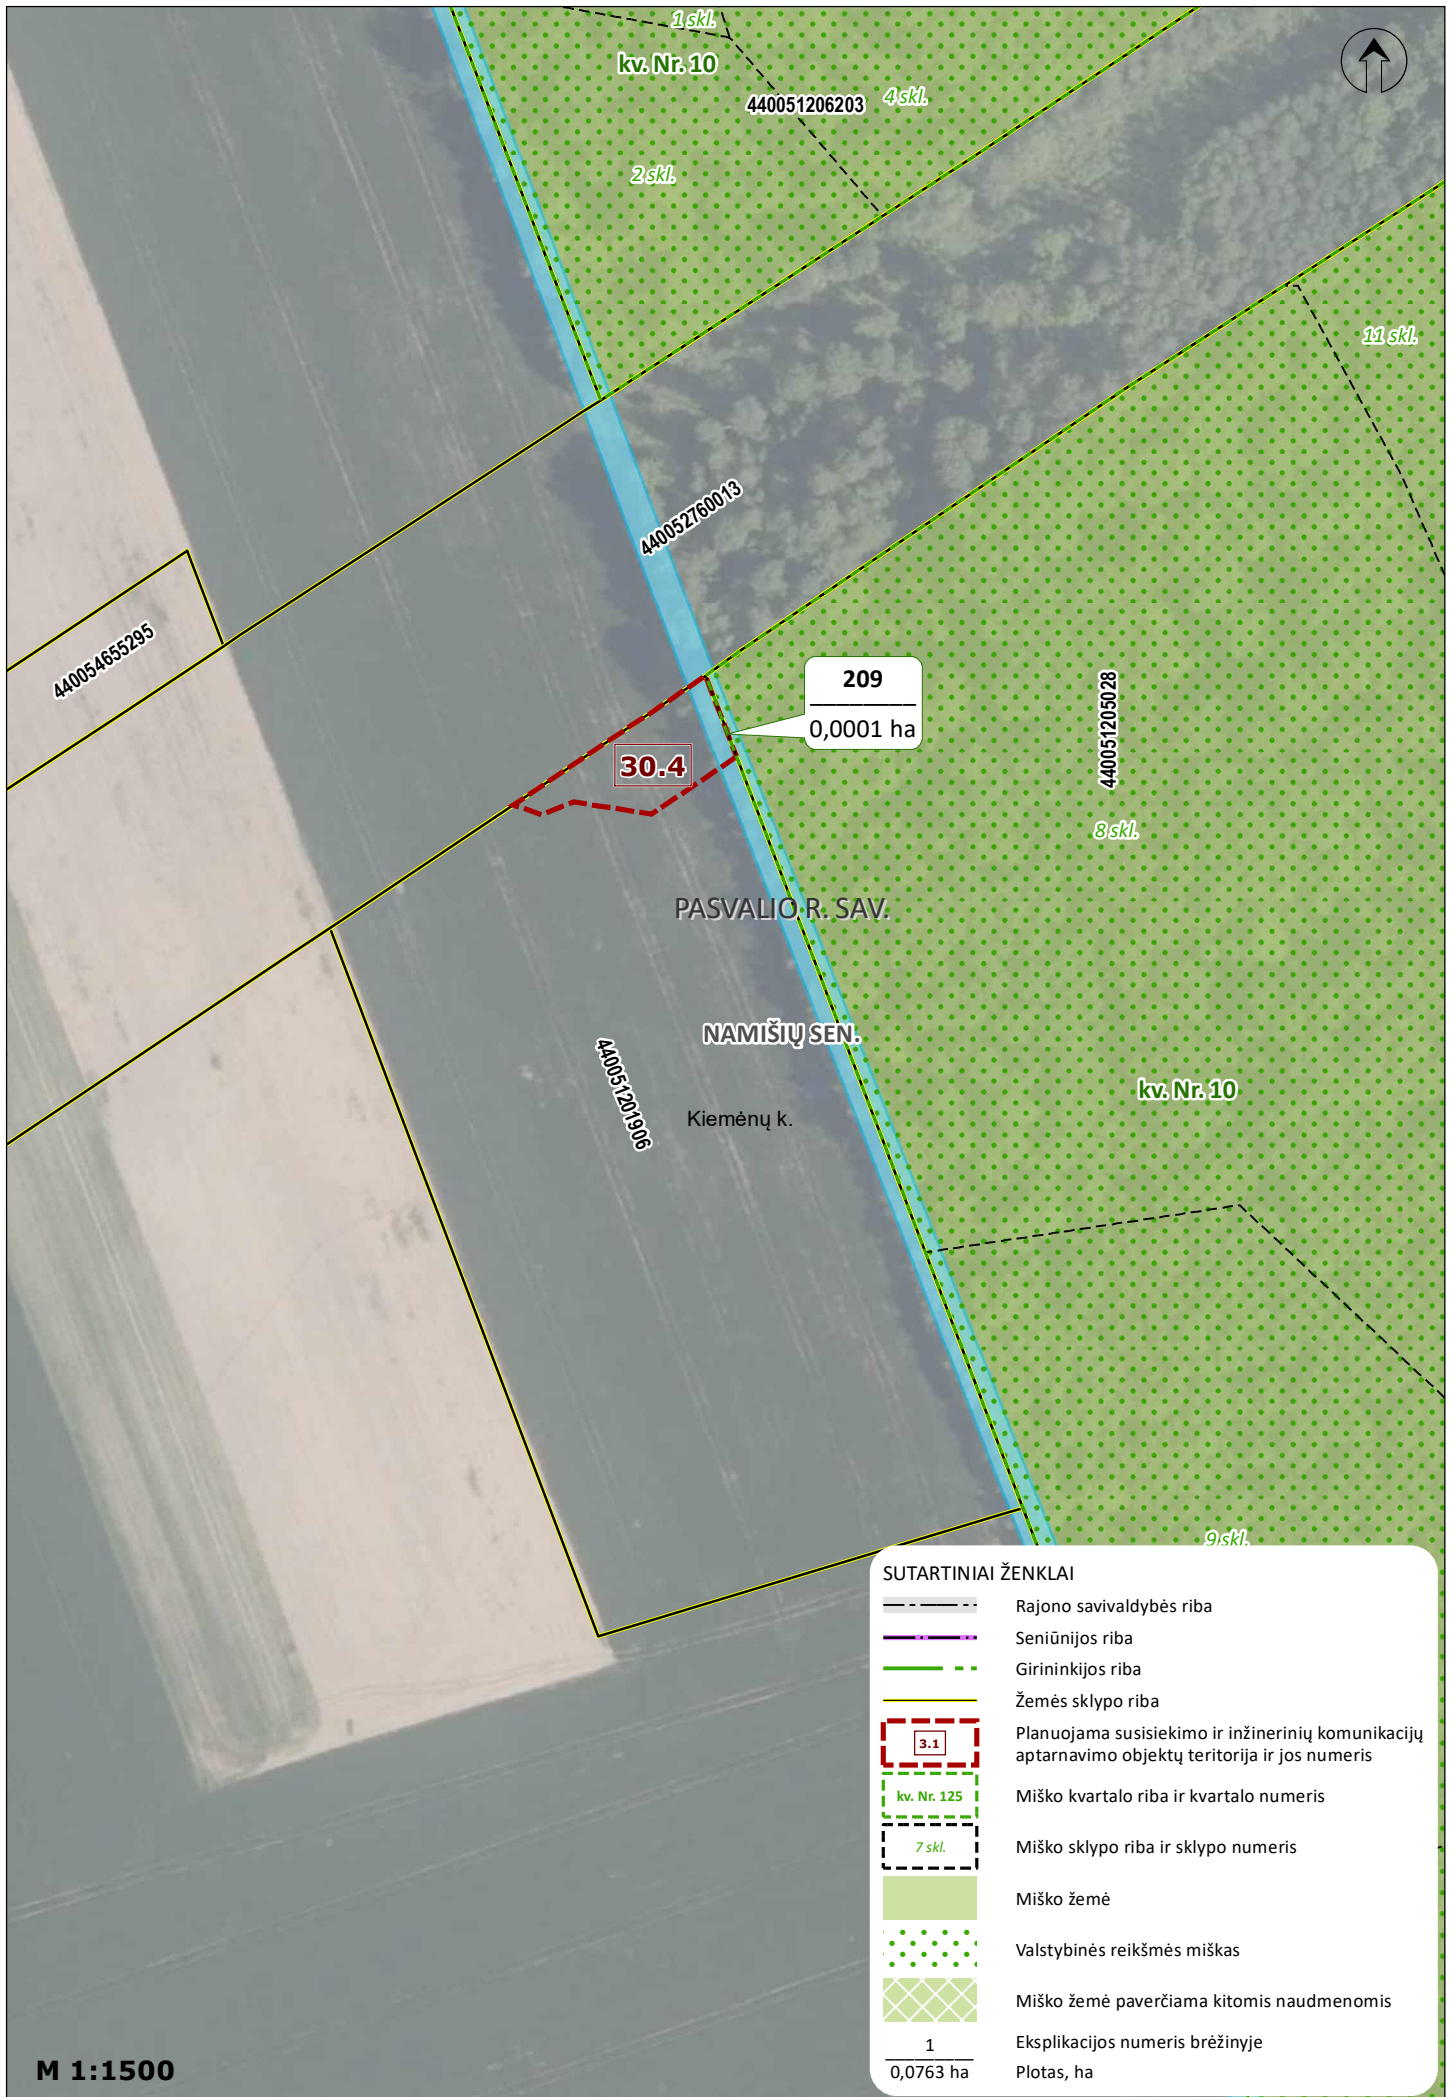 1 skl.
kv. Nr. 10
440051206203
4 skl.
2 skl.
11 skl.
440052760013
440054655295
209
0,0001 ha
30.4
440051205028
8 skl.
PASVALIO R. SAV.
NAMIŠIŲ SEN.
440051201906
Kiemėnų k.
kv. Nr. 10
9 skl.
SUTARTINIAI ŽENKLAI
Rajono savivaldybės riba
Seniūnijos riba
Girininkijos riba
Žemės sklypo riba
3.1
Planuojama susisiekimo ir inžinerinių komunikacijų
aptarnavimo objektų teritorija ir jos numeris
kv. Nr. 125
Miško kvartalo riba ir kvartalo numeris
7 skl.
Miško sklypo riba ir sklypo numeris
Miško žemė
Valstybinės reikšmės miškas
Miško žemė paverčiama kitomis naudmenomis
1
Eksplikacijos numeris brėžinyje
0,0763 ha
Plotas, ha
M 1:1500